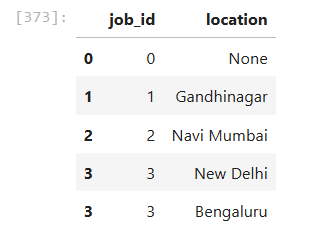 [373]:
job_id location
0 0 None
1 1 Gandhinagar
2 2 Navi Mumbai
3 3 New Delhi
3 3 Bengaluru